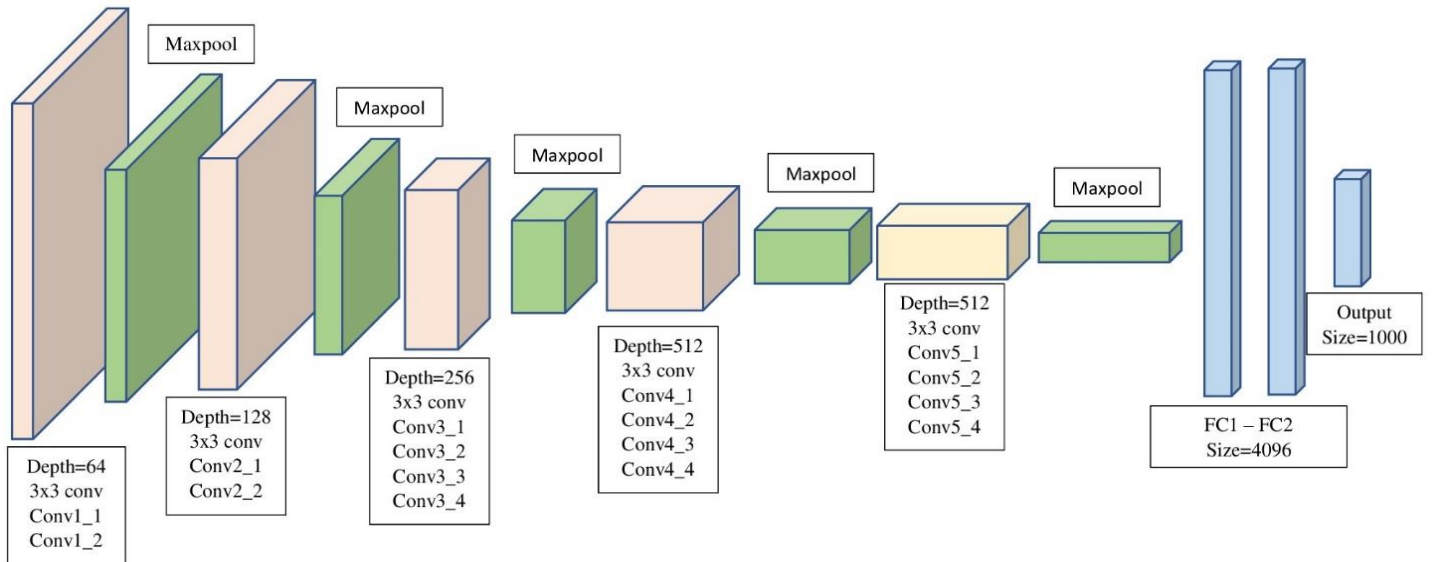 Maxpool
Maxpool
Maxpool
Maxpool
Maxpool
Depth=64
3x3 conv
Conv1_1
Conv1_2
Depth=128
3x3 conv
Conv2_1
Conv2_2
Depth=256
3x3 conv
Conv3_1
Conv3_2
Conv3_3
Conv3_4
Depth=512
3x3 conv
Conv4_1
Conv4_2
Conv4_3
Conv4_4
Depth=512
3x3 conv
Conv5_1
Conv5_2
Conv5_3
Conv5_4
FC1 – FC2
Size=4096
Output
Size=1000